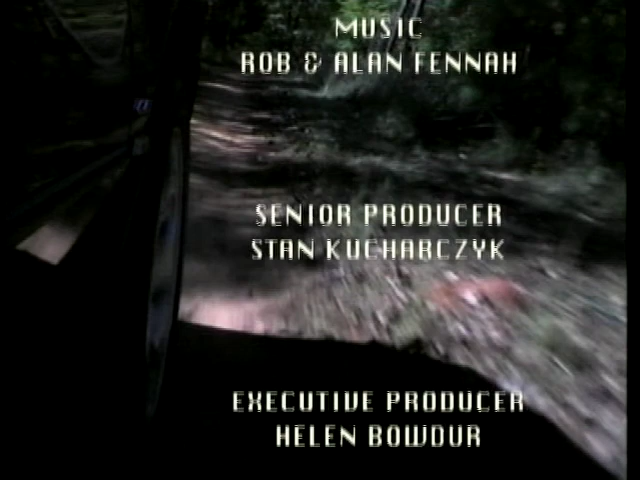 MUSIC
ROB & ALAN FENNAH
SENIOR PRODUCER
STAN KUCHARCZYK
EXECUTIVE PRODUCER
HELEN BOWDUR